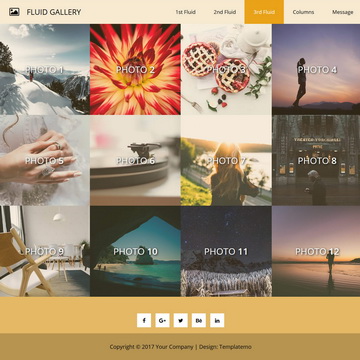 FLUID GALLERY
1st Fluid 2nd Fluid 3rd Fluid Columns Message
PHOTO 1
PHOTO 2
PHOTO 3
PHOTO 4
PHOTO 5
PHOTO 6
PHOTO 7
PHOTO 8
PHOTO 9
PHOTO 10
PHOTO 11
PHOTO 12
f G+ Bē in
Copyright © 2017 Your Company | Design: Templatemo